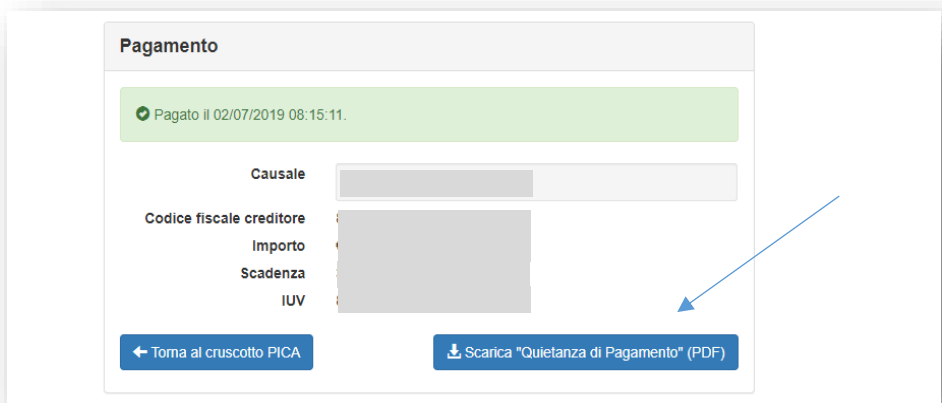 Pagamento
Pagato il 02/07/2019 08:15:11.
Causale
Codice fiscale creditore
Importo
Scadenza
IUV
Torna al cruscotto PICA
Scarica "Quietanza di Pagamento" (PDF)